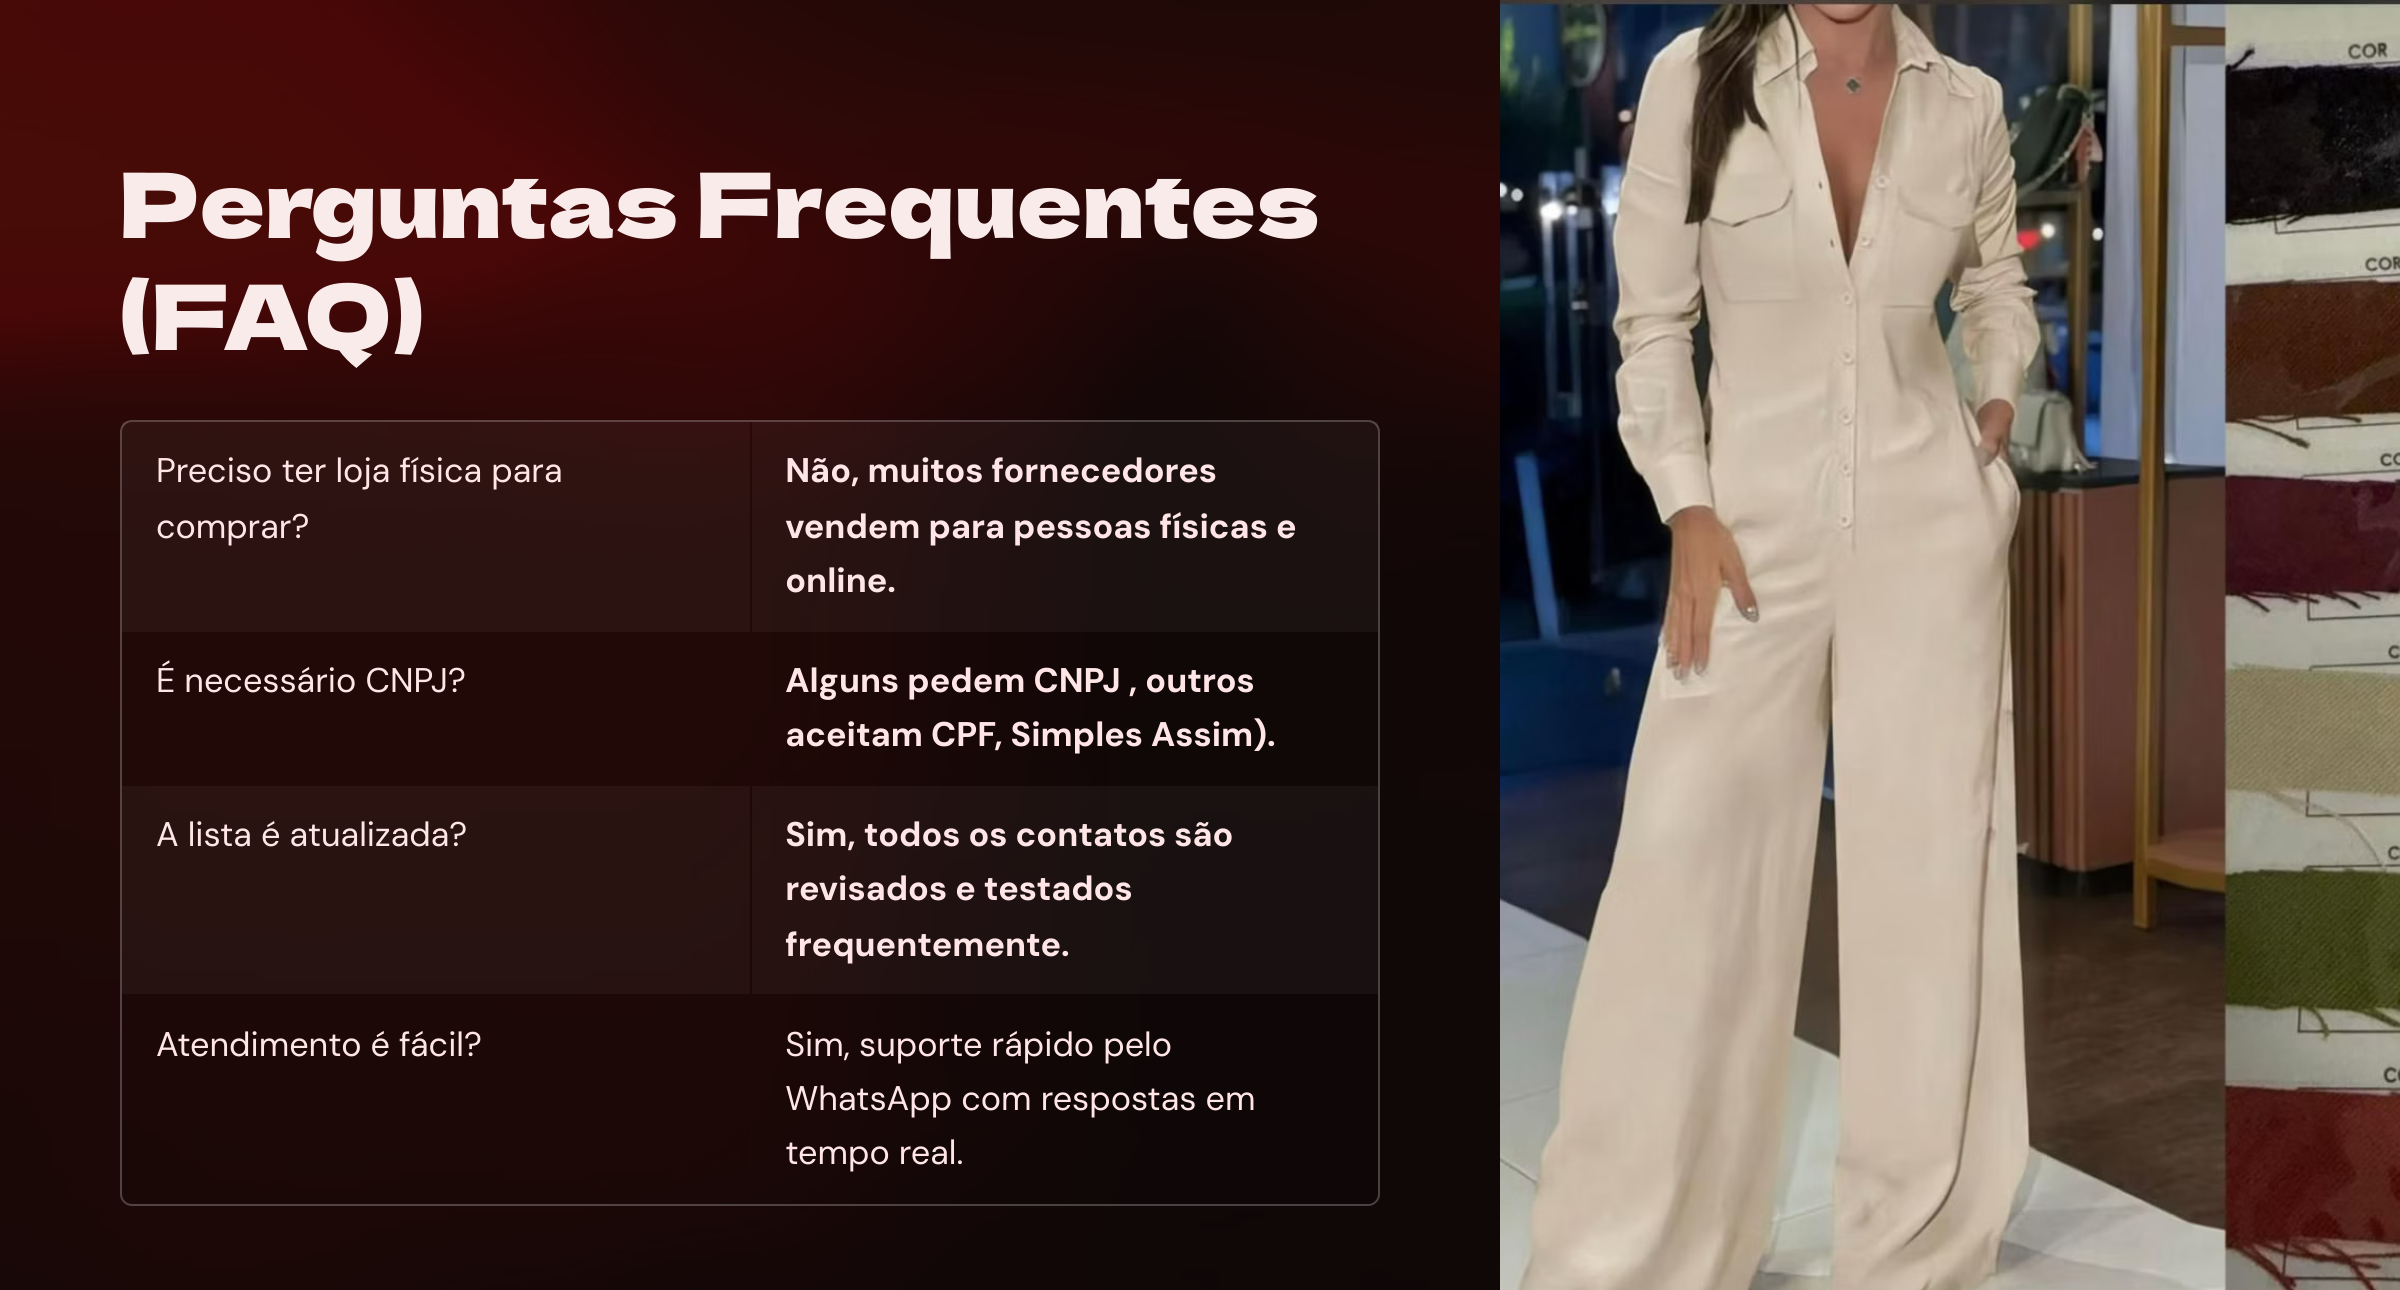 Perguntas Frequentes
(FAQ)
Preciso ter loja física para
comprar?
Não, muitos fornecedores
vendem para pessoas físicas e
online.
É necessário CNPJ?
Alguns pedem CNPJ , outros
aceitam CPF, Simples Assim).
A lista é atualizada?
Sim, todos os contatos são
revisados e testados
frequentemente.
Atendimento é fácil?
Sim, suporte rápido pelo
WhatsApp com respostas em
tempo real.
COR
COR